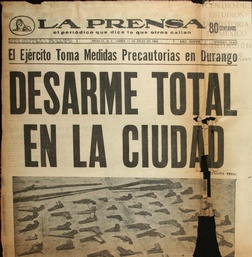 LA PRENSA
el periódico que dice lo que otros callan
80 CENTAVOS
El Ejército Toma Medidas Precautorias en Durango
DESARME TOTAL
EN LA CIUDAD